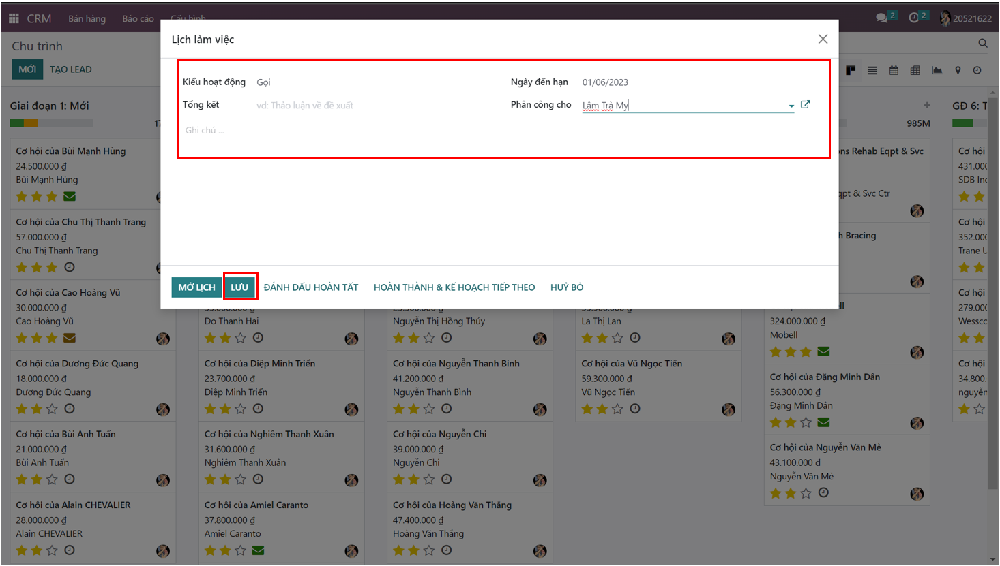 CRM Bán hàng Báo cáo Cấu hình 2 2 20521622
Chu trình
MỚI TẠO LEAD
Lịch làm việc
Kiểu hoạt động Gọi Ngày đến hạn 01/06/2023
Tổng kết vd: Thảo luận về đề xuất Phân công cho Lâm Trà My
Ghi chú ...
MỞ LỊCH LƯU ĐÁNH DẤU HOÀN TẤT HOÀN THÀNH & KẾ HOẠCH TIẾP THEO HUỶ BỎ
Giai đoạn 1: Mới
Cơ hội của Bùi Mạnh Hùng
24.500.000 ₫
Bùi Mạnh Hùng
Cơ hội của Chu Thị Thanh Trang
57.000.000 ₫
Chu Thị Thanh Trang
Cơ hội của Cao Hoàng Vũ
30.000.000 ₫
Cao Hoàng Vũ
Cơ hội của Dương Đức Quang
18.000.000 ₫
Dương Đức Quang
Cơ hội của Bùi Anh Tuấn
21.000.000 ₫
Bùi Anh Tuấn
Cơ hội của Alain CHEVALIER
28.000.000 ₫
Alain CHEVALIER
Do Thanh Hai
Cơ hội của Diệp Minh Triển
23.700.000 ₫
Diệp Minh Triển
Cơ hội của Nghiêm Thanh Xuân
31.600.000 ₫
Nghiêm Thanh Xuân
Cơ hội của Amiel Caranto
37.800.000 ₫
Amiel Caranto
Nguyễn Thị Hồng Thúy
Cơ hội của Nguyễn Thanh Bình
41.200.000 ₫
Nguyễn Thanh Bình
Cơ hội của Nguyễn Chi
39.000.000 ₫
Nguyễn Chi
Cơ hội của Hoàng Văn Thắng
47.400.000 ₫
Hoàng Văn Thắng
La Thị Lan
Cơ hội của Vũ Ngọc Tiến
59.300.000 ₫
Vũ Ngọc Tiến
985M
Rehab Eqpt & Svc
& Svc Ctr
Bracing
324.000.000 ₫
Mobell
Cơ hội của Đặng Minh Dân
56.300.000 ₫
Đặng Minh Dân
Cơ hội của Nguyễn Văn Mẻ
43.100.000 ₫
Nguyễn Văn Mẻ
GĐ 6: T
Cơ hội
431.000
SDB Inc
Cơ hội
352.000
Trane U
Cơ hội
279.000
Wessco
Cơ hội
34.800.
nguyễn